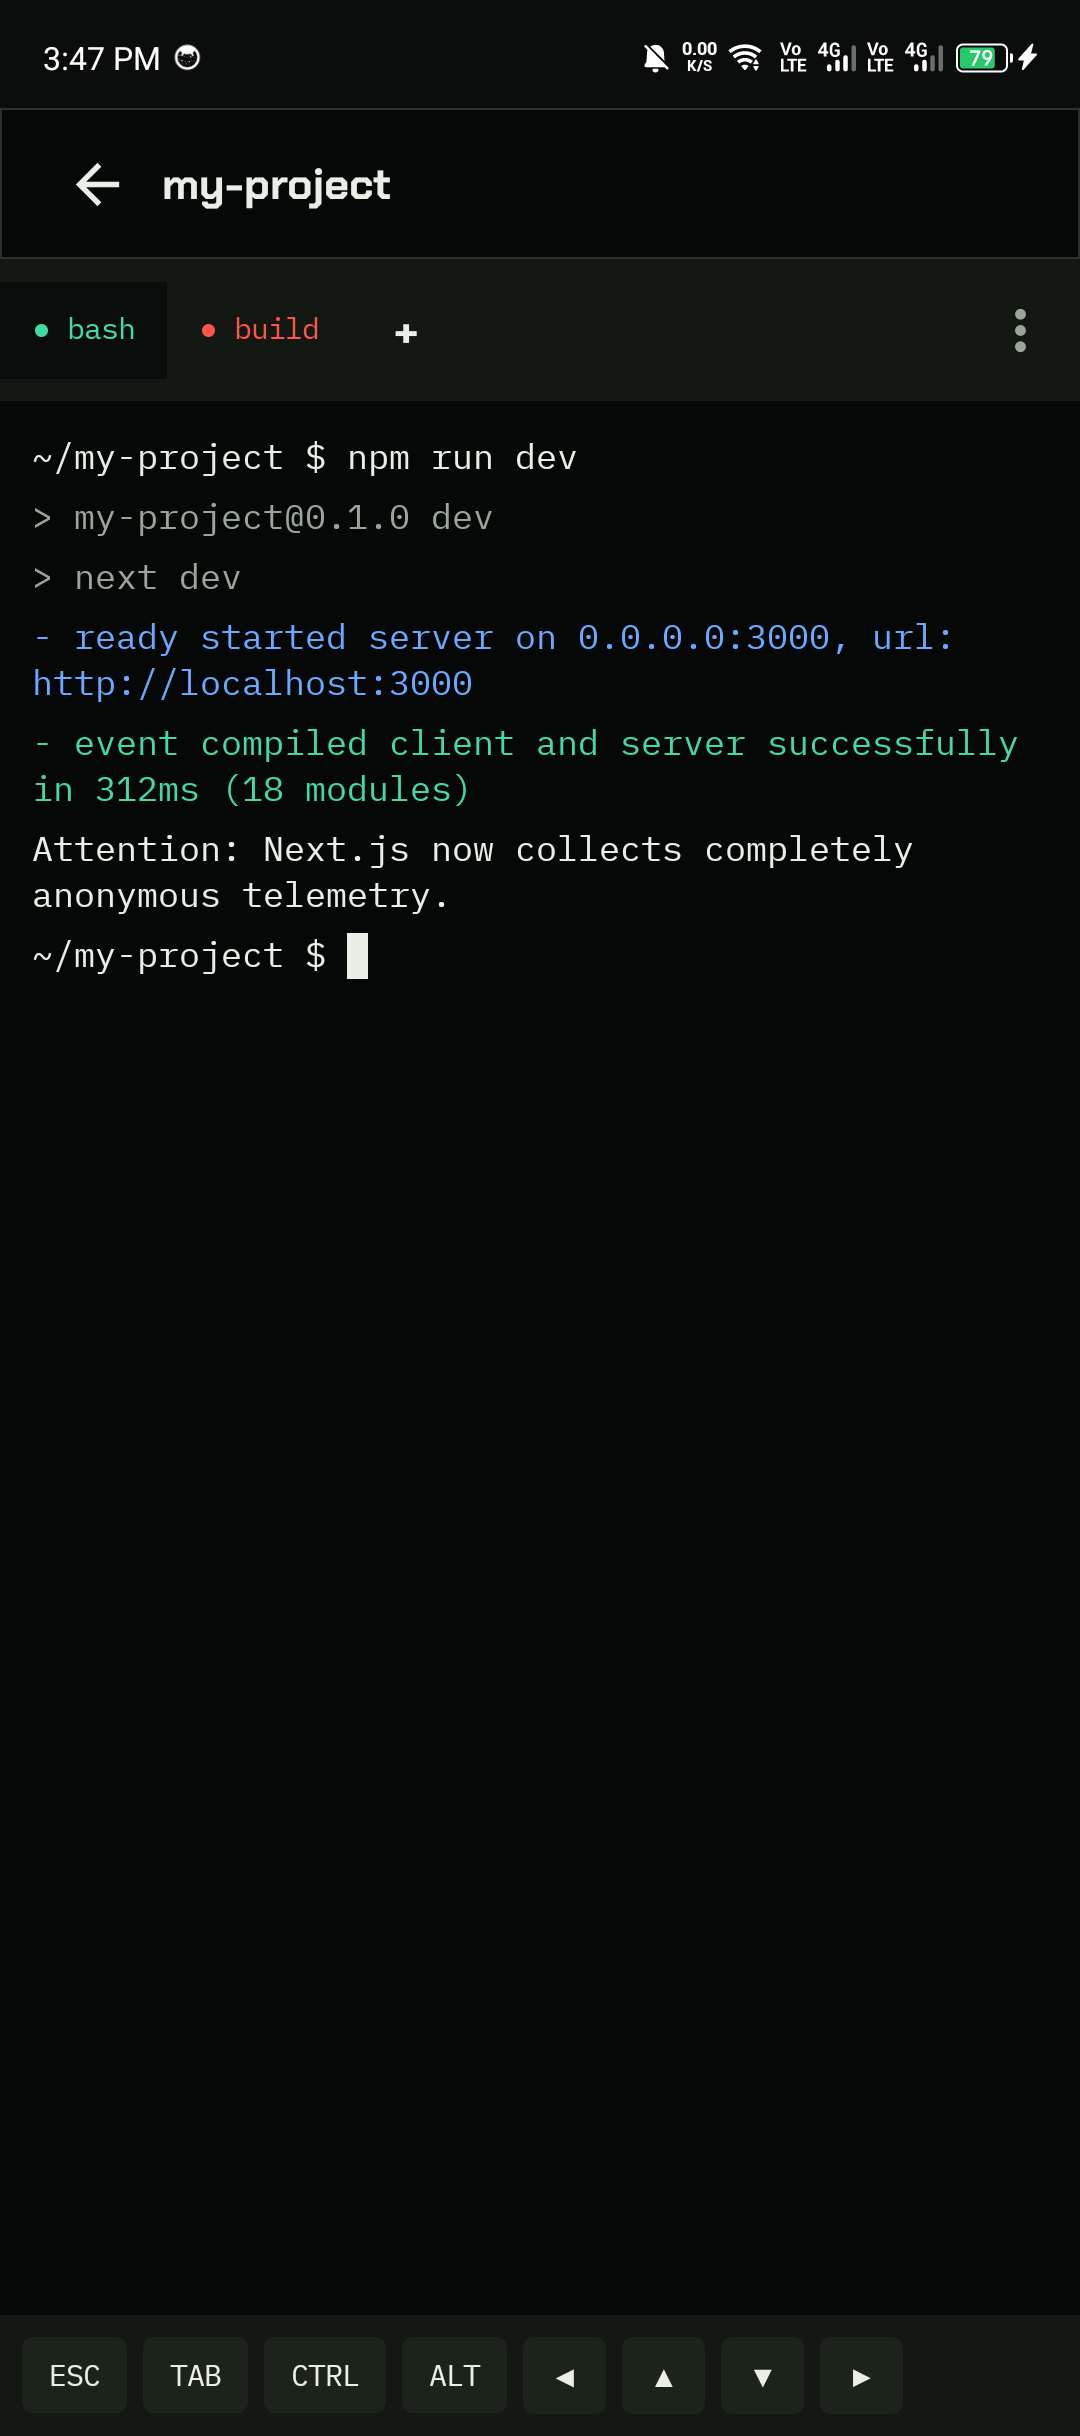 3:47 PM
0.00 K/S Vo LTE 4G Vo LTE 4G 79
my-project
bash build +
~/my-project $ npm run dev
> my-project@0.1.0 dev
> next dev
- ready started server on 0.0.0.0:3000, url:
http://localhost:3000
- event compiled client and server successfully
in 312ms (18 modules)
Attention: Next.js now collects completely
anonymous telemetry.
~/my-project $
ESC TAB CTRL ALT ◀ ▲ ▼ ▶